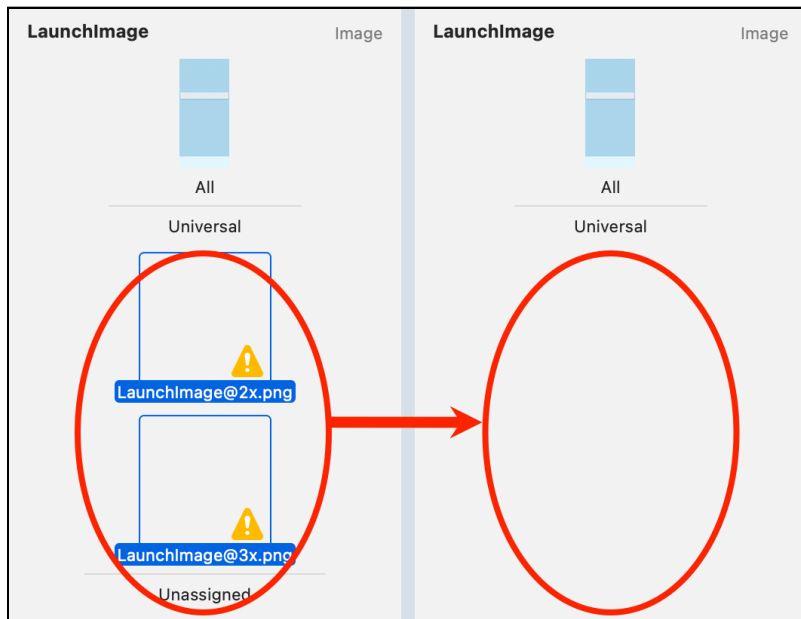 LaunchImage Image
All
Universal
LaunchImage@2x.png
LaunchImage@3x.png
Unassigned
LaunchImage Image
All
Universal